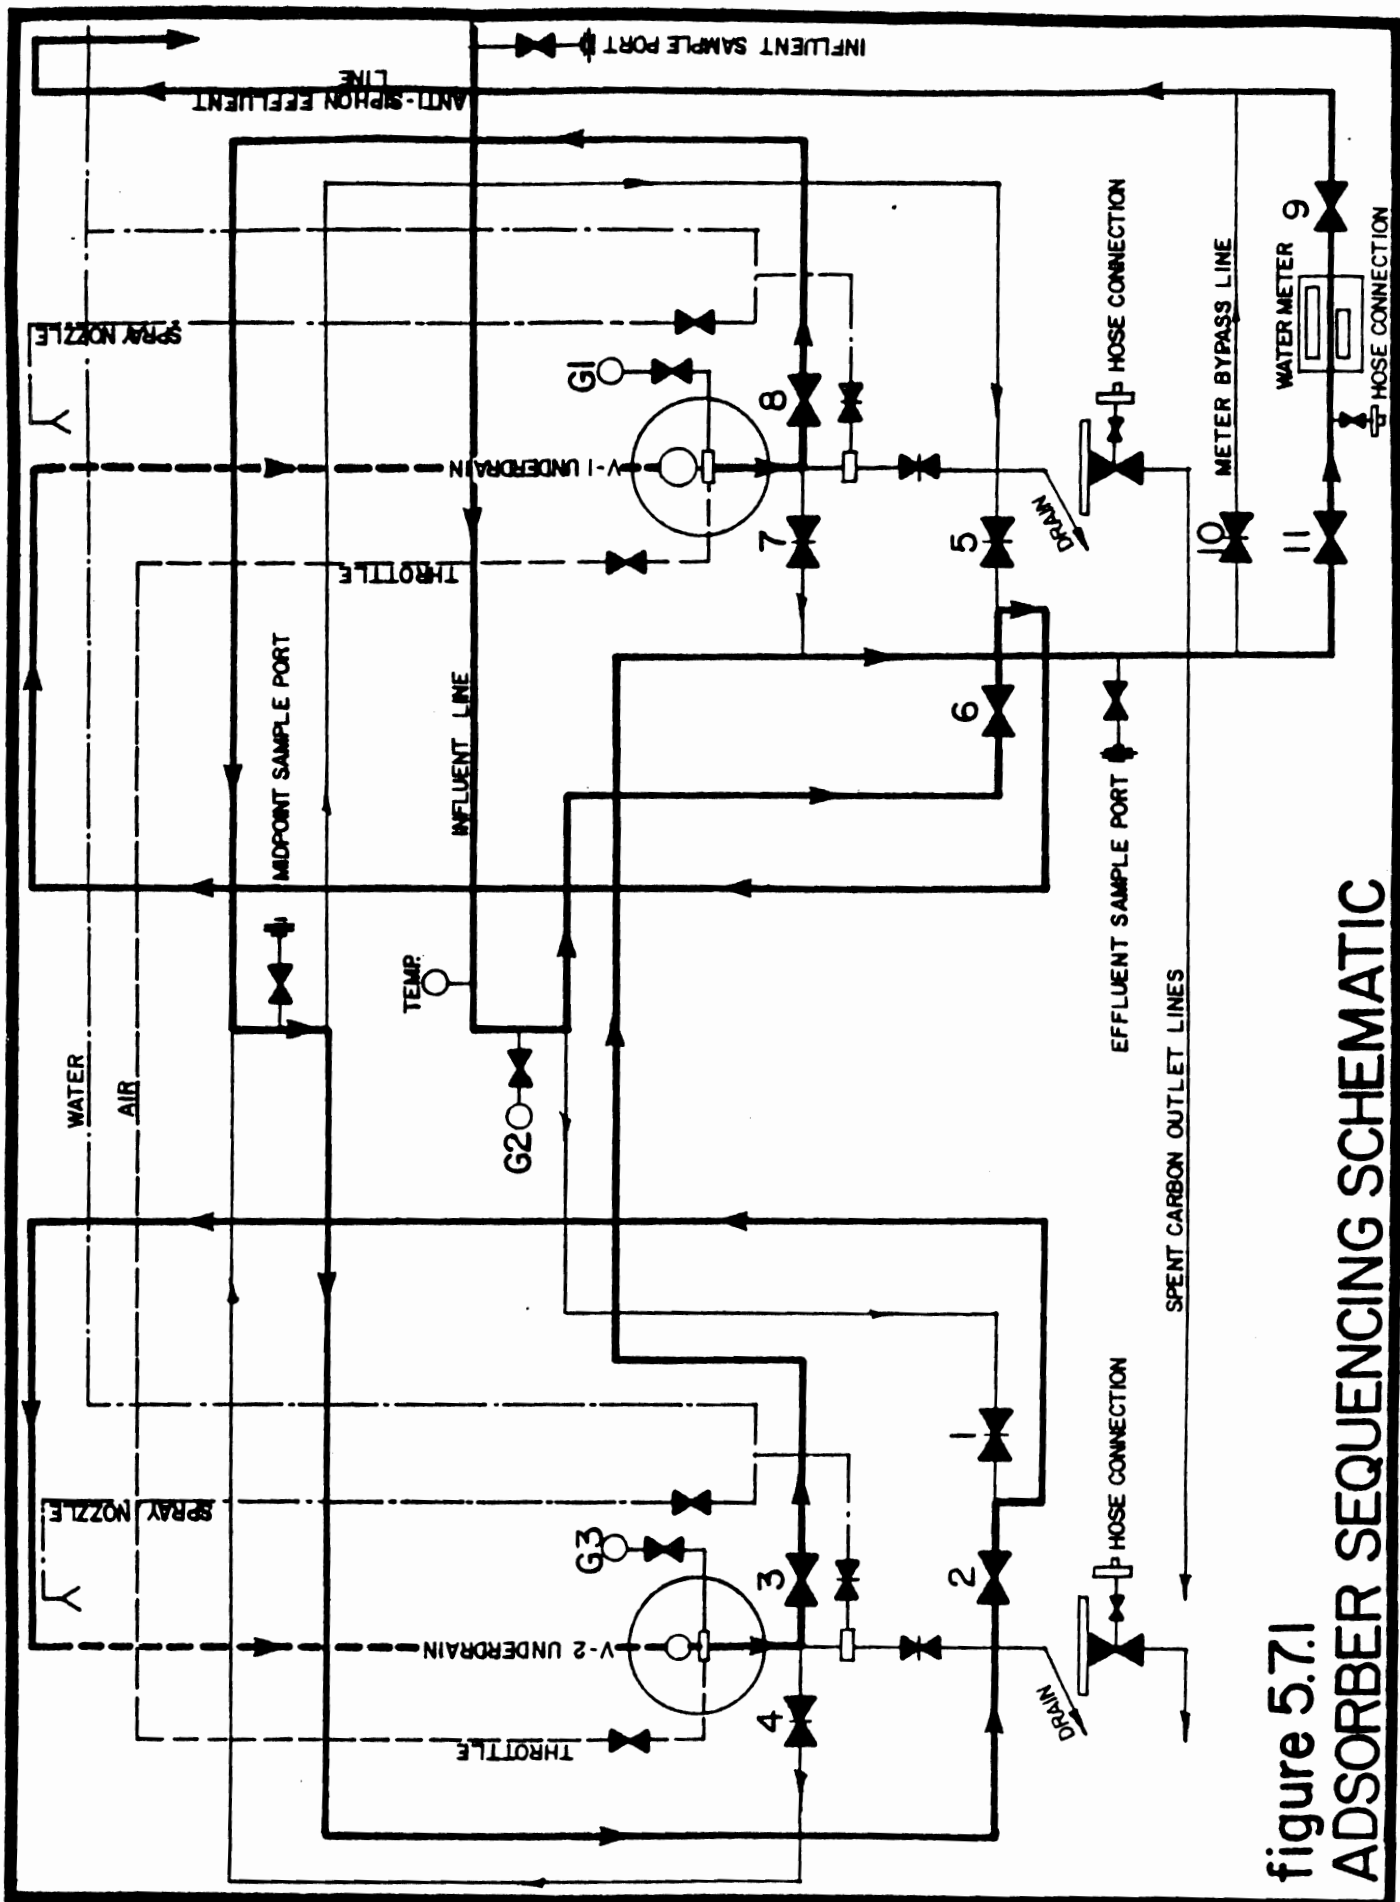 WATER
AIR
SPRAY NOZZLE
SPRAY NOZZLE
ANTI-SIPHON EFFLUENT
LINE
INFLUENT SAMPLE PORT
MIDPOINT SAMPLE PORT
THROTTLE
THROTTLE
INFLUENT LINE
TEMP.
G1
G2
G3
V-1 UNDERDRAIN
V-2 UNDERDRAIN
4
3
7
8
2
1
6
5
DRAIN
DRAIN
HOSE CONNECTION
HOSE CONNECTION
EFFLUENT SAMPLE PORT
SPENT CARBON OUTLET LINES
METER BYPASS LINE
10
11
WATER METER
9
HOSE CONNECTION
figure 5.7.1
ADSORBER SEQUENCING SCHEMATIC